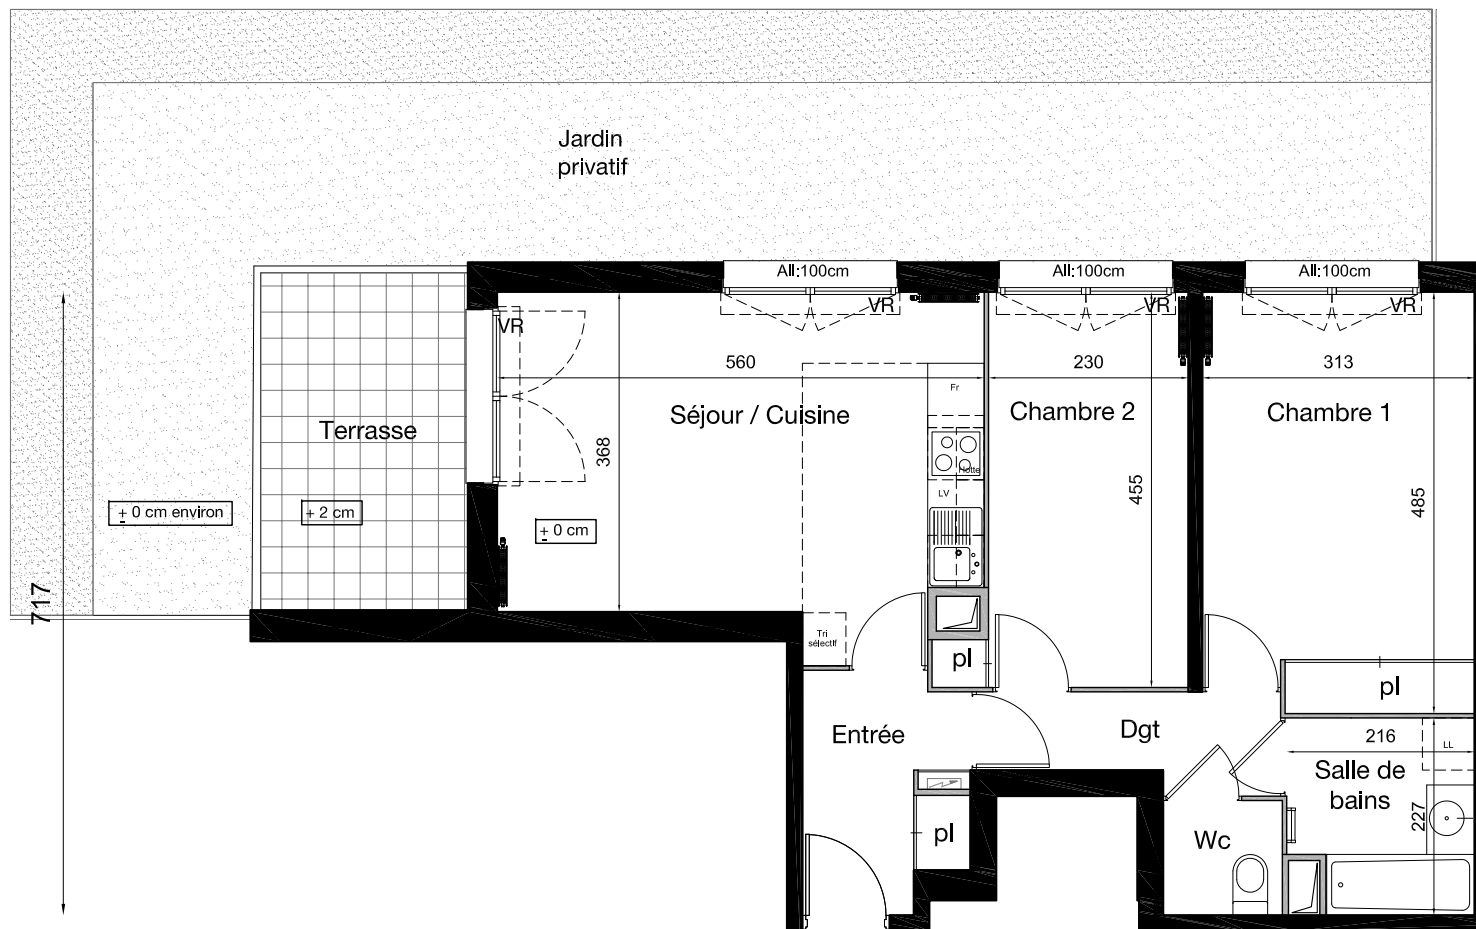 Jardin
privatif
All:100cm
All:100cm
All:100cm
VR
VR
VR
VR
560
230
313
Fr
Séjour / Cuisine
Chambre 2
Chambre 1
Terrasse
368
Hotte
LV
455
485
+ 0 cm environ
+ 2 cm
+ 0 cm
717
Tri
sélectif
pl
pl
Entrée
Dgt
216
LL
Salle de
bains
227
pl
Wc